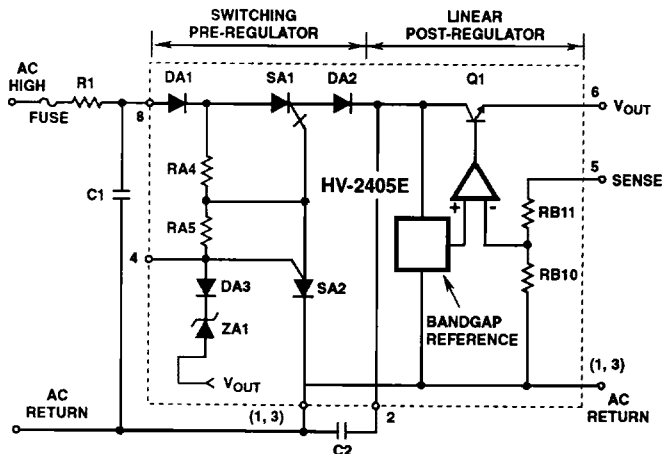 SWITCHING
PRE-REGULATOR
LINEAR
POST-REGULATOR
AC
HIGH
FUSE
R1
8
DA1
SA1
DA2
Q1
6
VOUT
5
SENSE
RA4
HV-2405E
+
-
RB11
C1
RA5
4
DA3
SA2
RB10
ZA1
BANDGAP
REFERENCE
VOUT
(1, 3)
AC
RETURN
AC
RETURN
(1, 3)
2
C2